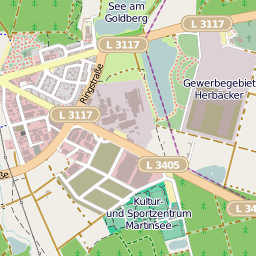 See am
Goldberg
L 3117
L 3117
Ringstraße
Gewerbegebiet
Herbäcker
L 3117
L 3405
Kultur-
und Sportzentrum
Martinsee